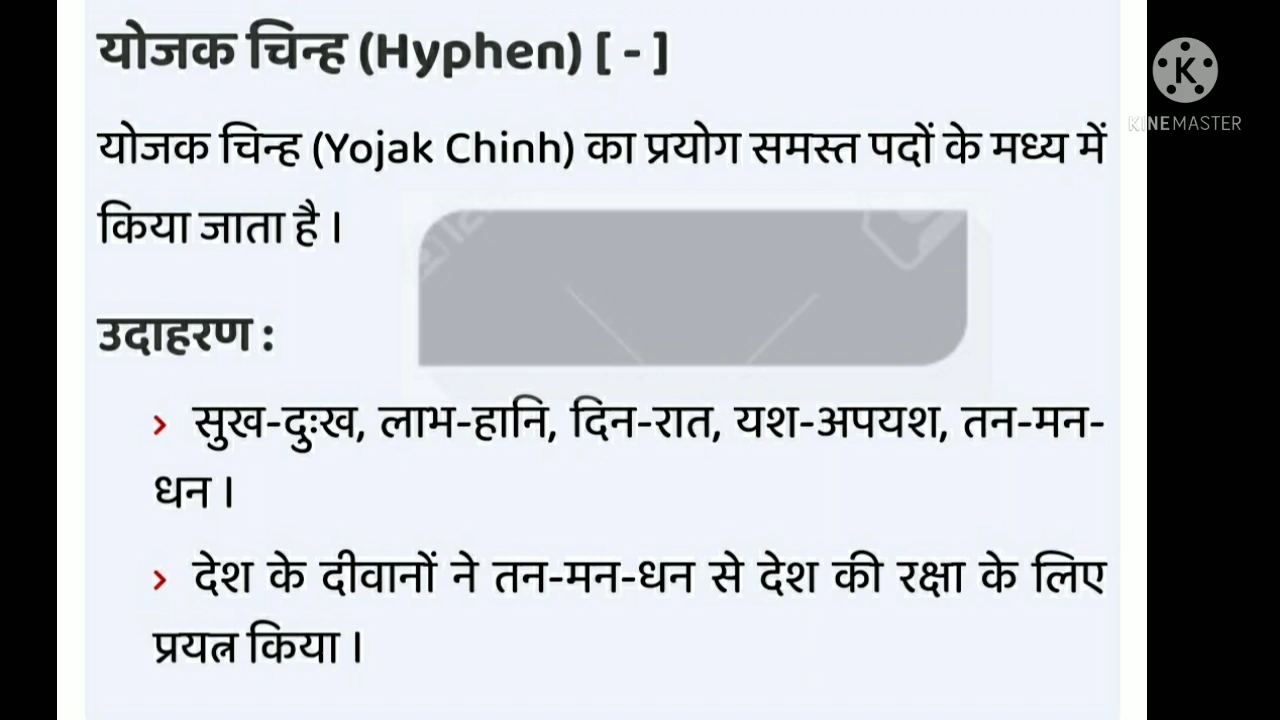 योजक चिन्ह (Hyphen) [ - ]
योजक चिन्ह (Yojak Chinh) का प्रयोग समस्त पदों के मध्य में
किया जाता है ।
उदाहरण :
› सुख-दुःख, लाभ-हानि, दिन-रात, यश-अपयश, तन-मन-
धन ।
› देश के दीवानों ने तन-मन-धन से देश की रक्षा के लिए
प्रयत्न किया ।
K
KINEMASTER